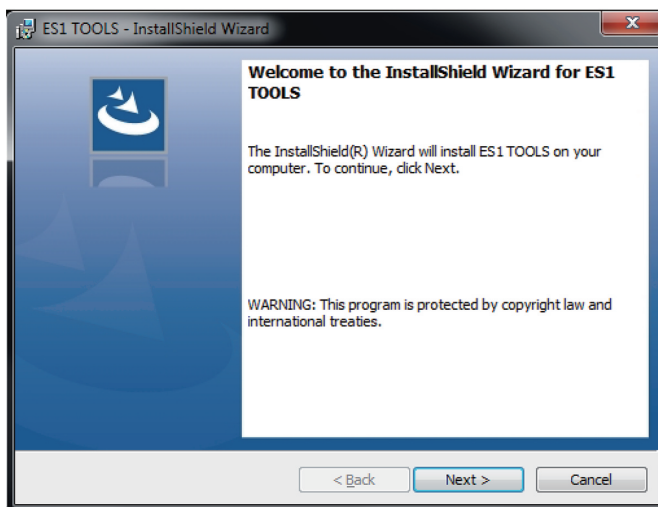 ES1 TOOLS - InstallShield Wizard
Welcome to the InstallShield Wizard for ES1
TOOLS
The InstallShield(R) Wizard will install ES1 TOOLS on your
computer. To continue, click Next.
WARNING: This program is protected by copyright law and
international treaties.
< Back
Next >
Cancel